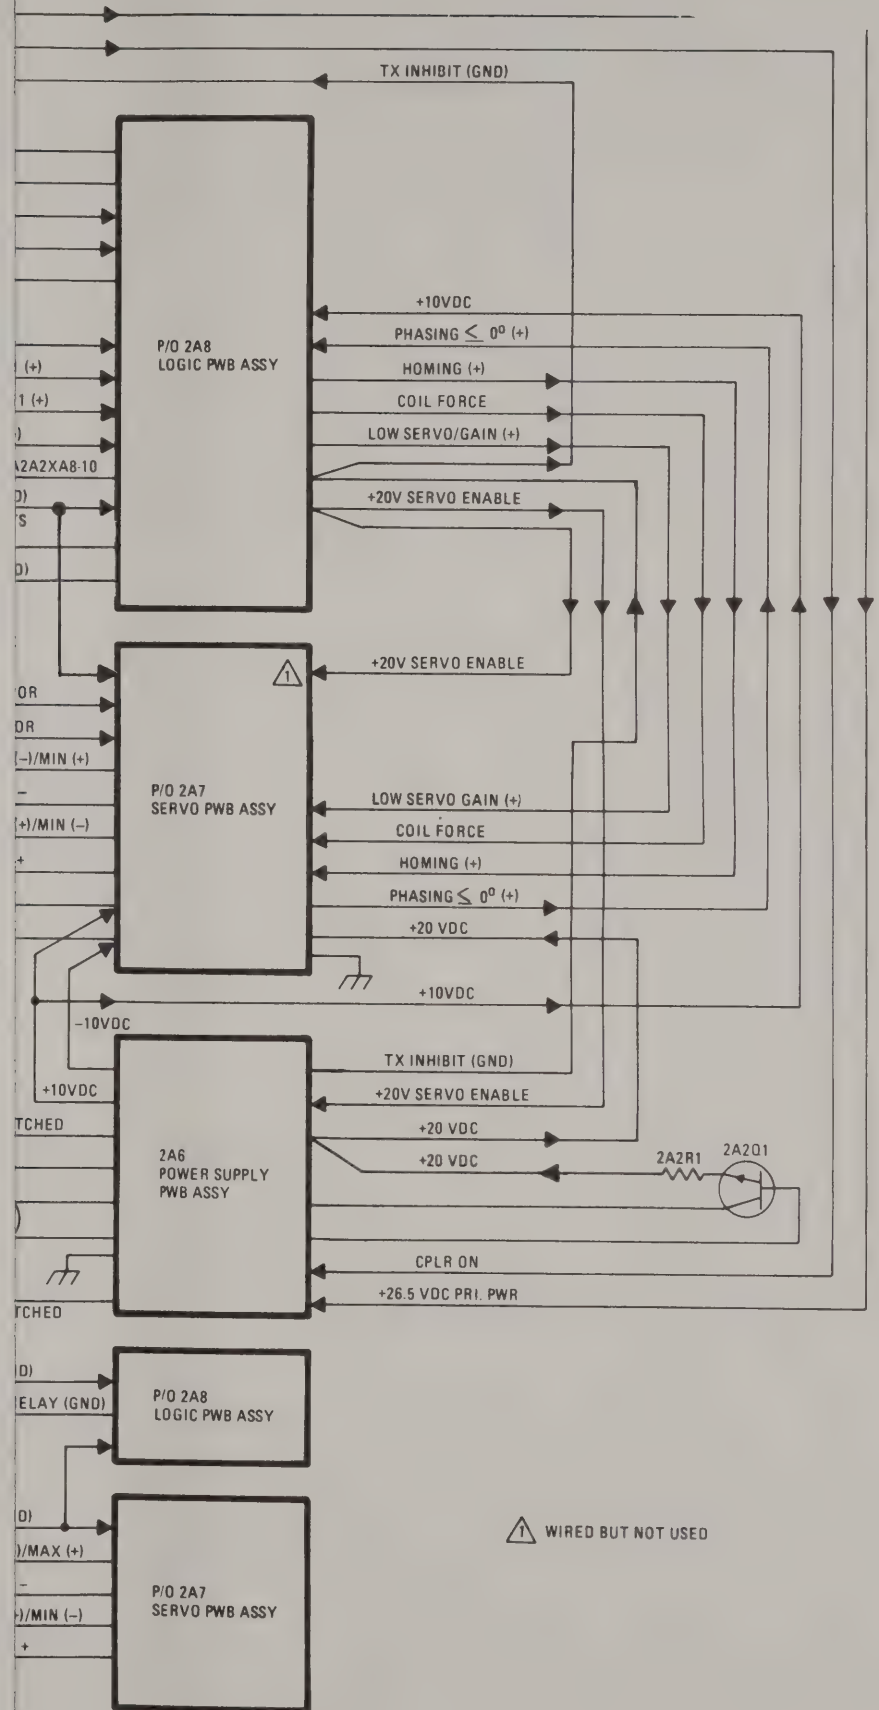 TX INHIBIT (GND)
P/O 2A8
LOGIC PWB ASSY
+10VDC
PHASING ≤ 0° (+)
HOMING (+)
COIL FORCE
LOW SERVO/GAIN (+)
+20V SERVO ENABLE
(+)
1 (+)
)
A2A2XA8-10
D)
TS
D)
1
+20V SERVO ENABLE
OR
OR
(−)/MIN (+)
−
(+)/MIN (−)
+
P/O 2A7
SERVO PWB ASSY
LOW SERVO GAIN (+)
COIL FORCE
HOMING (+)
PHASING ≤ 0° (+)
+20 VDC
+10VDC
-10VDC
+10VDC
TCHED
2A6
POWER SUPPLY
PWB ASSY
TX INHIBIT (GND)
+20V SERVO ENABLE
+20 VDC
+20 VDC
2A2R1
2A2Q1
CPLR ON
+26.5 VDC PRI. PWR
)
TCHED
D)
ELAY (GND)
P/O 2A8
LOGIC PWB ASSY
D)
)/MAX (+)
−
)/MIN (−)
+
P/O 2A7
SERVO PWB ASSY
1 WIRED BUT NOT USED